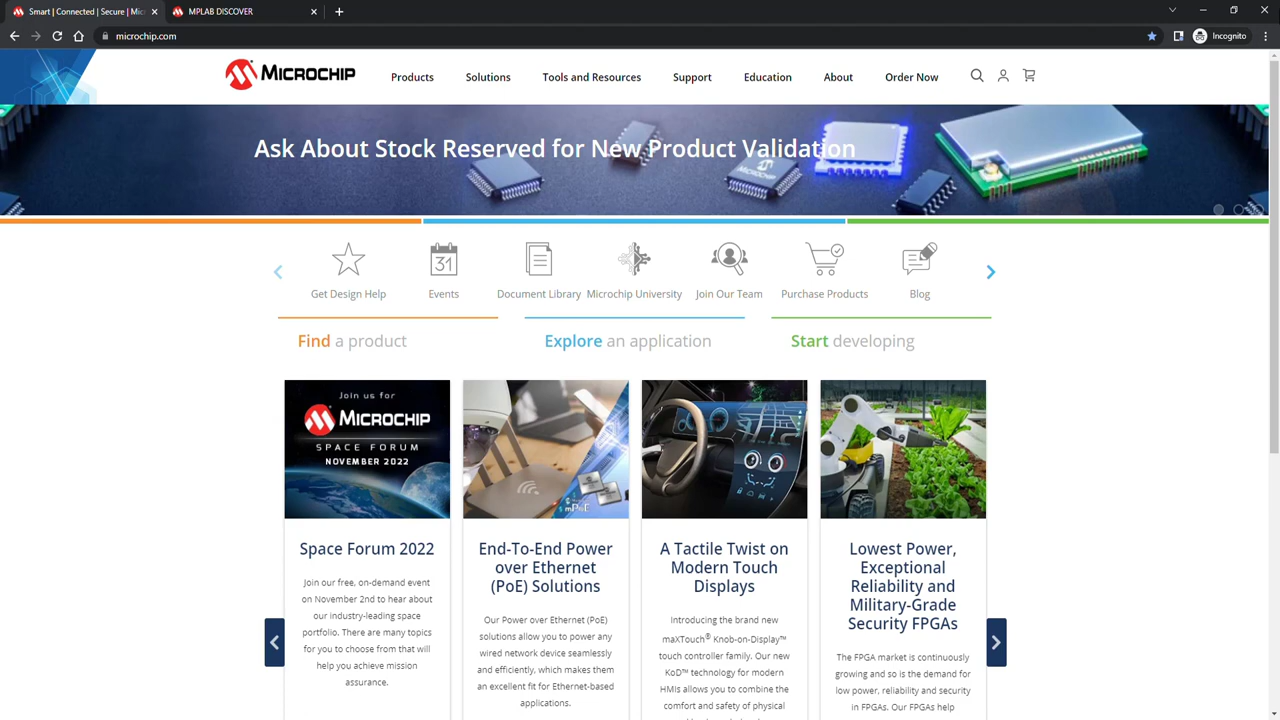 Smart | Connected | Secure | Mic
MPLAB DISCOVER
microchip.com
Incognito
MICROCHIP
Products
Solutions
Tools and Resources
Support
Education
About
Order Now
Ask About Stock Reserved for New Product Validation
MICROCHIP
Get Design Help
31
Events
Document Library
Microchip University
Join Our Team
Purchase Products
Blog
Find a product
Explore an application
Start developing
Join us for
MICROCHIP
SPACE FORUM
NOVEMBER 2022
Space Forum 2022
Join our free, on-demand event
on November 2nd to hear about
our industry-leading space
portfolio. There are many topics
for you to choose from that will
help you achieve mission
assurance.
End-To-End Power
over Ethernet
(PoE) Solutions
Our Power over Ethernet (PoE)
solutions allow you to power any
wired network device seamlessly
and efficiently, which makes them
an excellent fit for Ethernet-based
applications.
A Tactile Twist on
Modern Touch
Displays
Introducing the brand new
maXTouch® Knob-on-Display™
touch controller family. Our new
KoD™ technology for modern
HMIs allows you to combine the
comfort and safety of physical
Lowest Power,
Exceptional
Reliability and
Military-Grade
Security FPGAs
The FPGA market is continuously
growing and so is the demand for
low power, reliability and security
in FPGAs. Our FPGAs help